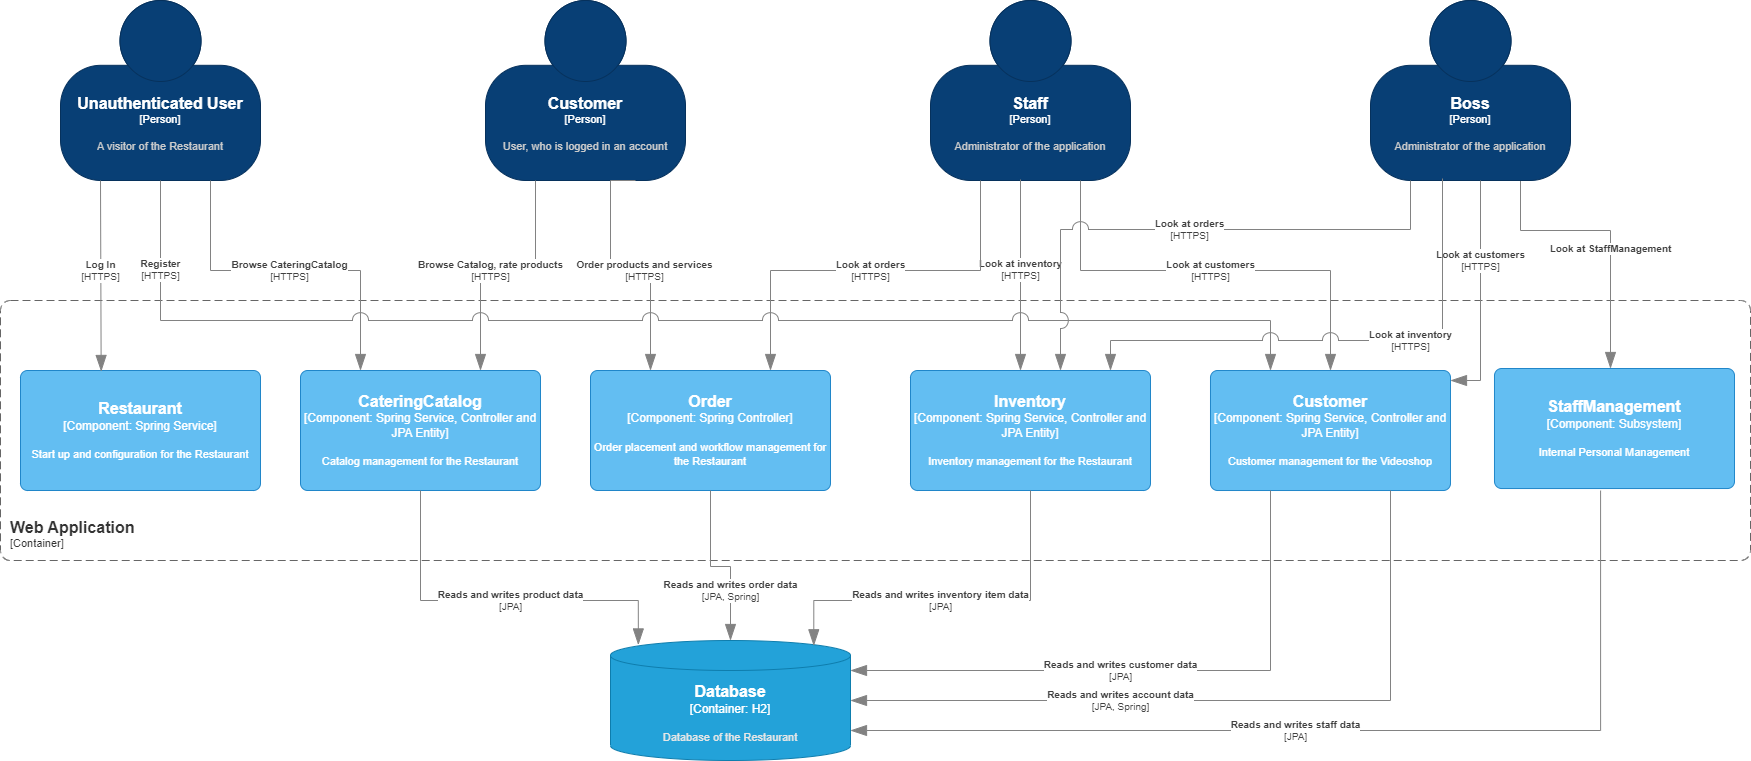 Unauthenticated User
[Person]
A visitor of the Restaurant
Customer
[Person]
User, who is logged in an account
Staff
[Person]
Administrator of the application
Boss
[Person]
Administrator of the application
Log In
[HTTPS]
Register
[HTTPS]
Browse CateringCatalog
[HTTPS]
Browse Catalog, rate products
[HTTPS]
Order products and services
[HTTPS]
Look at orders
[HTTPS]
Look at inventory
[HTTPS]
Look at customers
[HTTPS]
Look at orders
[HTTPS]
Look at customers
[HTTPS]
Look at StaffManagement
Look at inventory
[HTTPS]
Restaurant
[Component: Spring Service]
Start up and configuration for the Restaurant
CateringCatalog
[Component: Spring Service, Controller and
JPA Entity]
Catalog management for the Restaurant
Order
[Component: Spring Controller]
Order placement and workflow management for
the Restaurant
Inventory
[Component: Spring Service, Controller and
JPA Entity]
Inventory management for the Restaurant
Customer
[Component: Spring Service, Controller and
JPA Entity]
Customer management for the Videoshop
StaffManagement
[Component: Subsystem]
Internal Personal Management
Web Application
[Container]
Reads and writes product data
[JPA]
Reads and writes order data
[JPA, Spring]
Reads and writes inventory item data
[JPA]
Reads and writes customer data
[JPA]
Reads and writes account data
[JPA, Spring]
Reads and writes staff data
[JPA]
Database
[Container: H2]
Database of the Restaurant